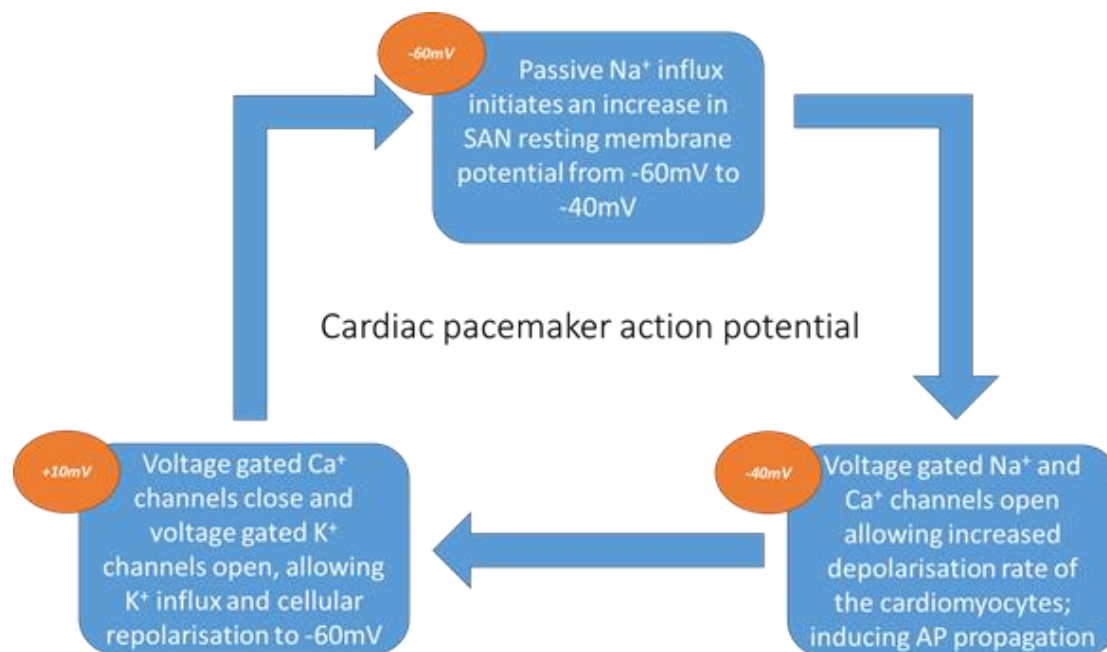 -60mV
Passive Na⁺ influx
initiates an increase in
SAN resting membrane
potential from -60mV to
-40mV
Cardiac pacemaker action potential
+10mV
Voltage gated Ca⁺
channels close and
voltage gated K⁺
channels open, allowing
K⁺ influx and cellular
repolarisation to -60mV
-40mV
Voltage gated Na⁺ and
Ca⁺ channels open
allowing increased
depolarisation rate of
the cardiomyocytes;
inducing AP propagation